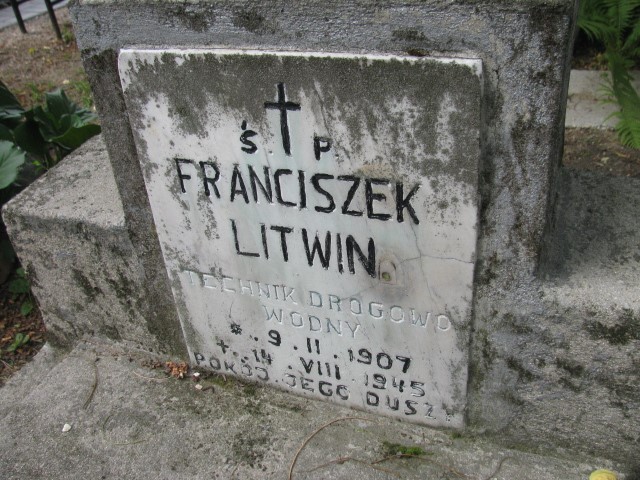 Ś P
FRANCISZEK
LITWIN
TECHNIK DROGOWO
WODNY
* 9 II 1907
+ 14 VIII 1945
POKÓJ JEGO DUSZY